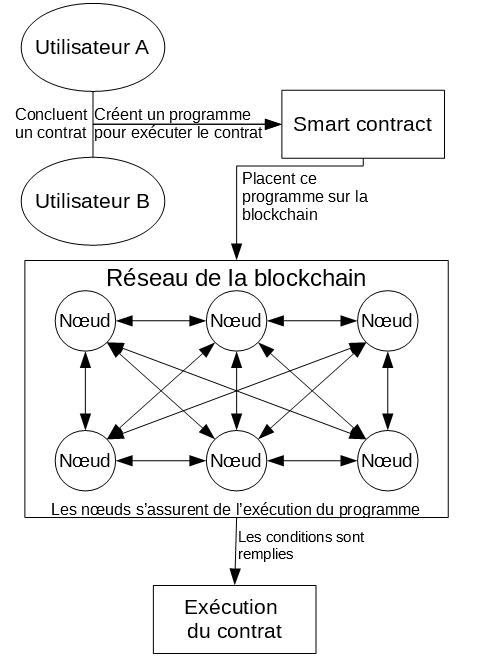 Utilisateur A
Concluent
un contrat
Créent un programme
pour exécuter le contrat
Smart contract
Utilisateur B
Placent ce
programme sur la
blockchain
Réseau de la blockchain
Nœud
Nœud
Nœud
Nœud
Nœud
Nœud
Les nœuds s'assurent de l'exécution du programme
Les conditions sont
remplies
Exécution
du contrat